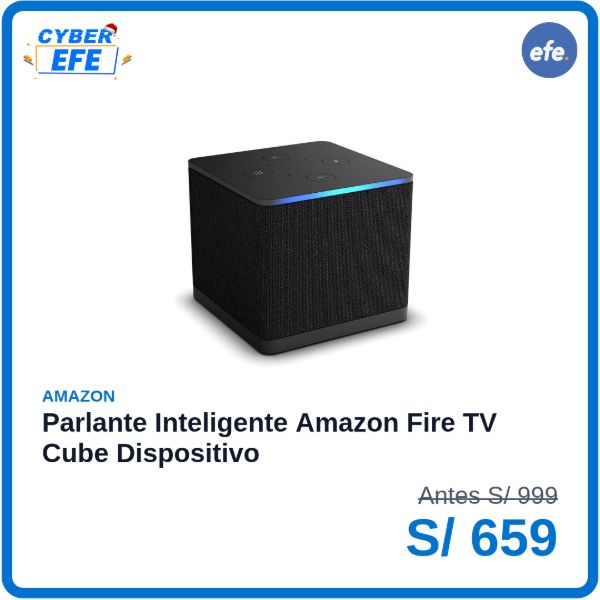 CYBER
EFE
efe.
AMAZON
Parlante Inteligente Amazon Fire TV
Cube Dispositivo
Antes S/ 999
S/ 659